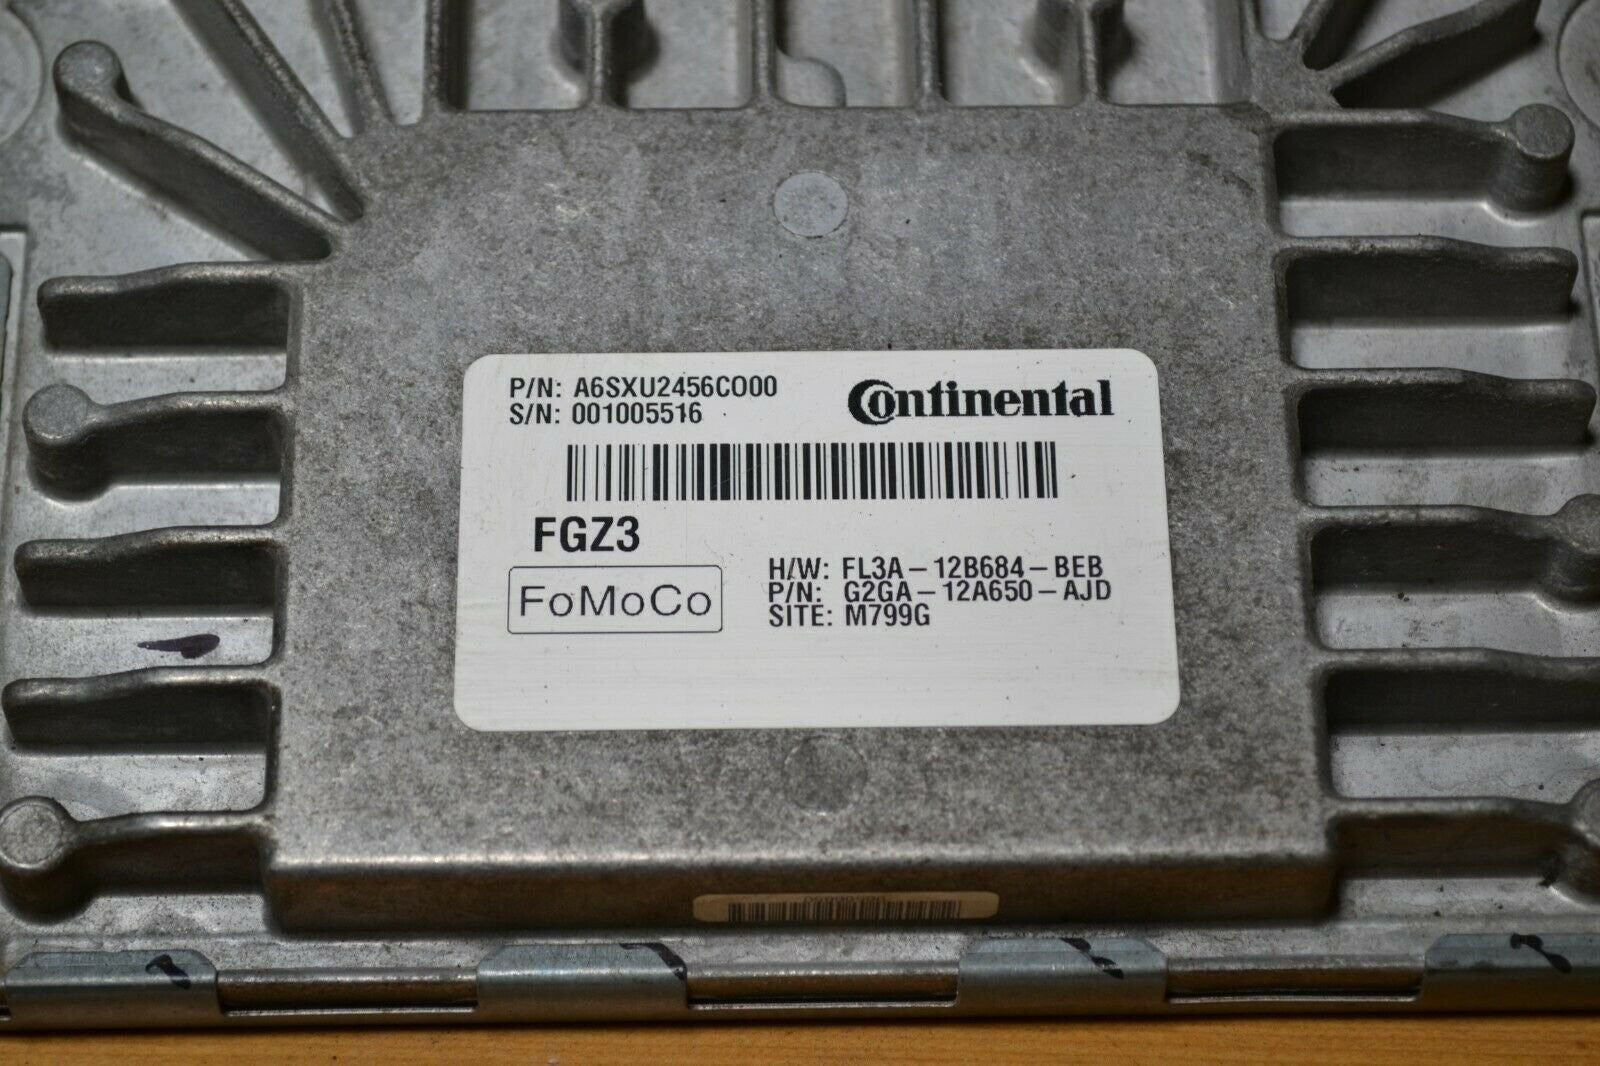 P/N: A6SXU2456CO00
S/N: 001005516
Continental
FGZ3
FoMoCo
H/W: FL3A-12B684-BEB
P/N: G2GA-12A650-AJD
SITE: M799G